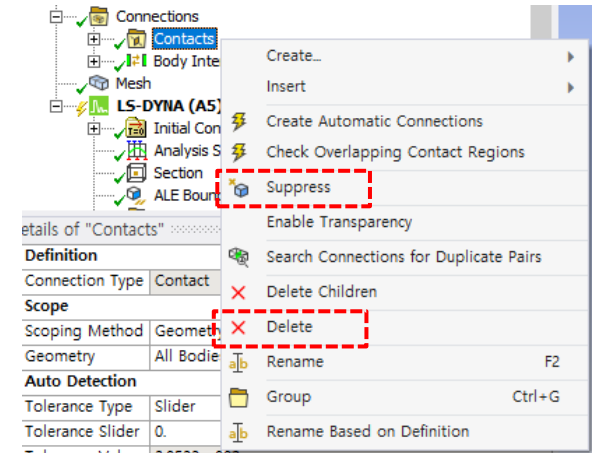 Connections
Contacts
Body Inte
Mesh
LS-DYNA (A5)
Initial Con
T=0
Analysis S
Section
ALE Boun
etails of "Contacts"
Definition
Connection Type Contact
Scope
Scoping Method Geometry
Geometry All Bodie
Auto Detection
Tolerance Type Slider
Tolerance Slider 0.
Create...
Insert
Create Automatic Connections
Check Overlapping Contact Regions
Suppress
Enable Transparency
Search Connections for Duplicate Pairs
Delete Children
Delete
Rename F2
Group Ctrl+G
Rename Based on Definition